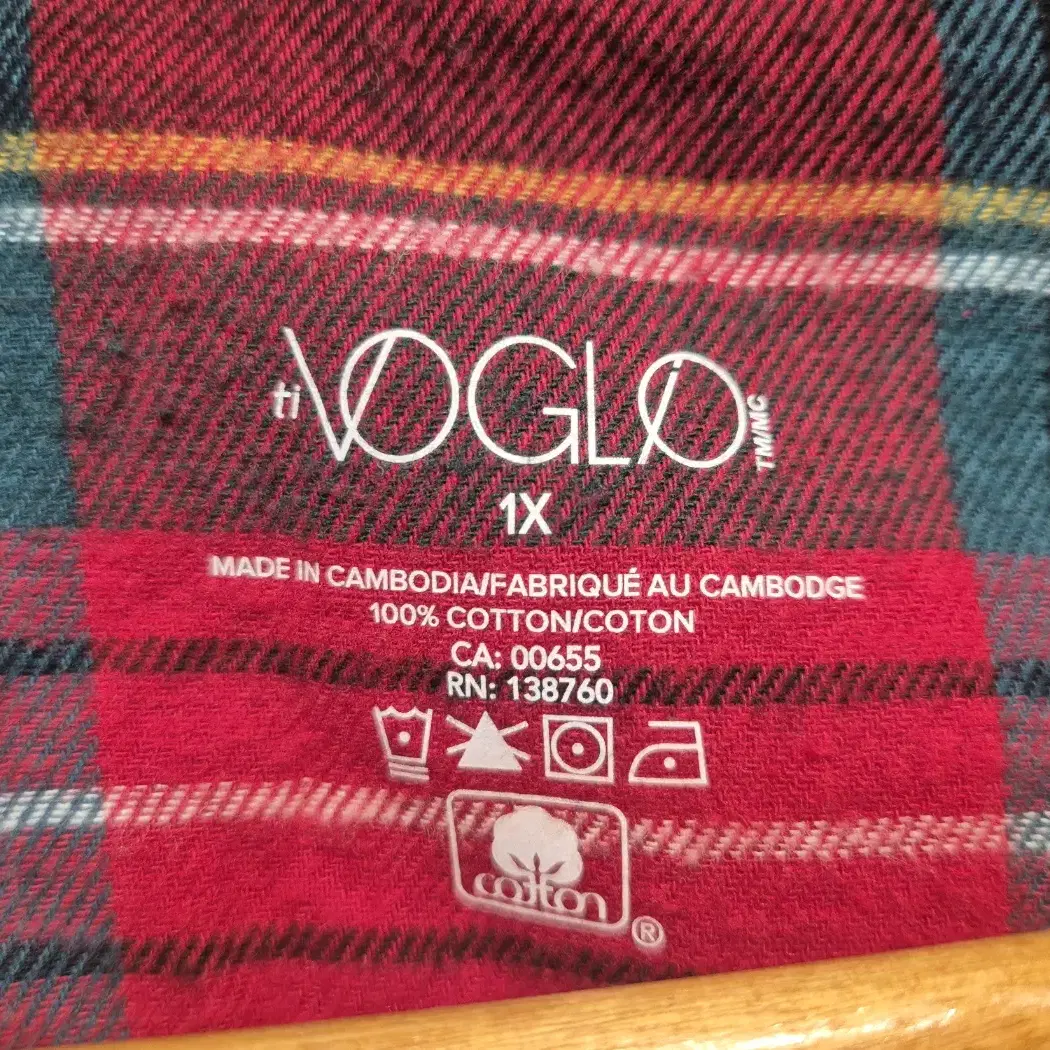 ti VOGLIO TM/MC
1X
MADE IN CAMBODIA/FABRIQUÉ AU CAMBODGE
100% COTTON/COTON
CA: 00655
RN: 138760
cotton
®